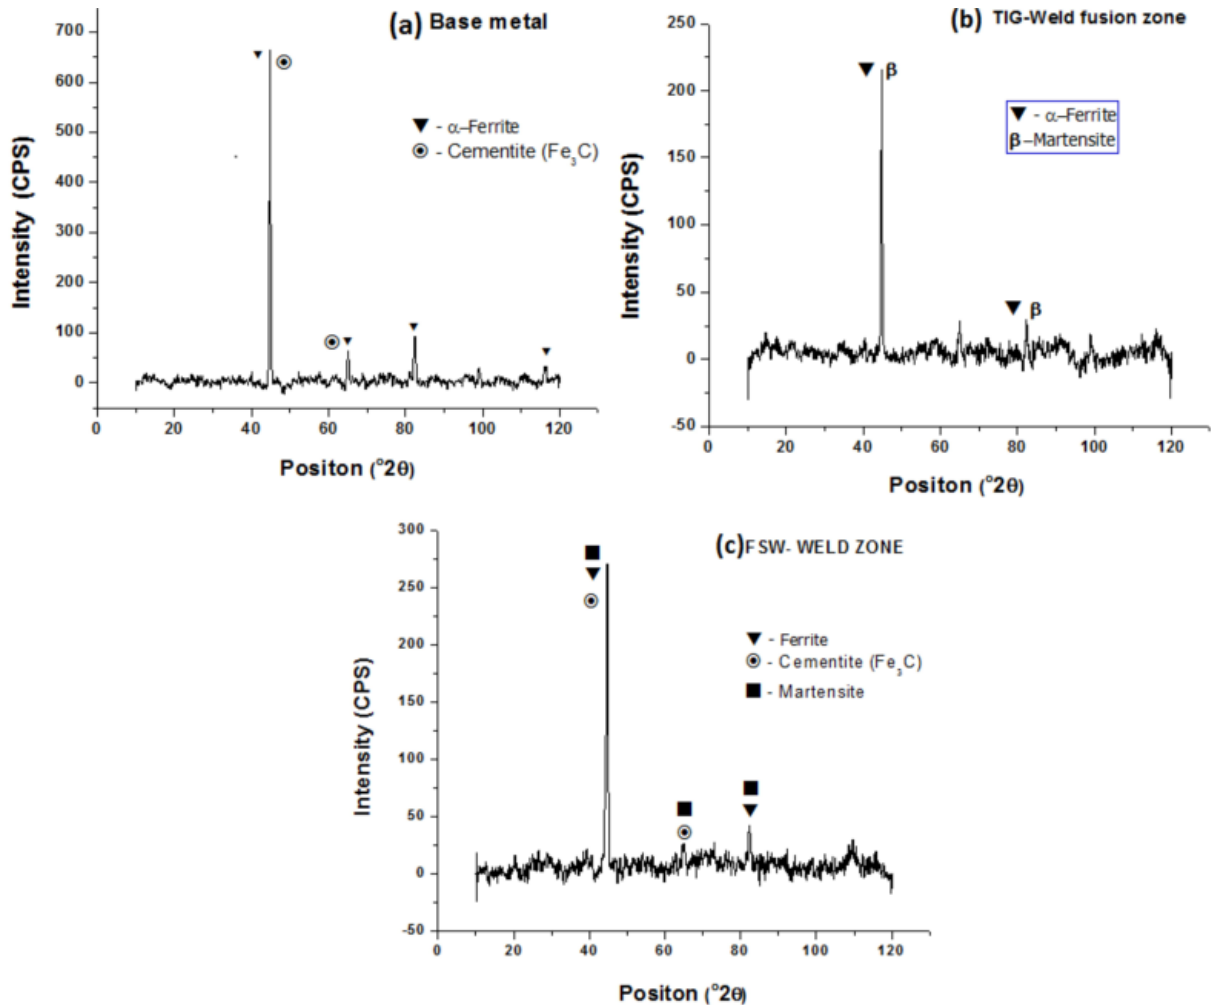 (a) Base metal
700
600
500
400
300
200
100
0
Intensity (CPS)
▼ - α–Ferrite
◉ - Cementite (Fe₃C)
0 20 40 60 80 100 120
Positon (°2θ)
(b) TIG-Weld fusion zone
250
200
150
100
50
0
-50
Intensity (CPS)
β
β
▼ - α–Ferrite
β–Martensite
0 20 40 60 80 100 120
Positon (°2θ)
(c) FSW- WELD ZONE
300
250
200
150
100
50
0
-50
Intensity (CPS)
▼ - Ferrite
◉ - Cementite (Fe₃C)
■ - Martensite
0 20 40 60 80 100 120
Positon (°2θ)